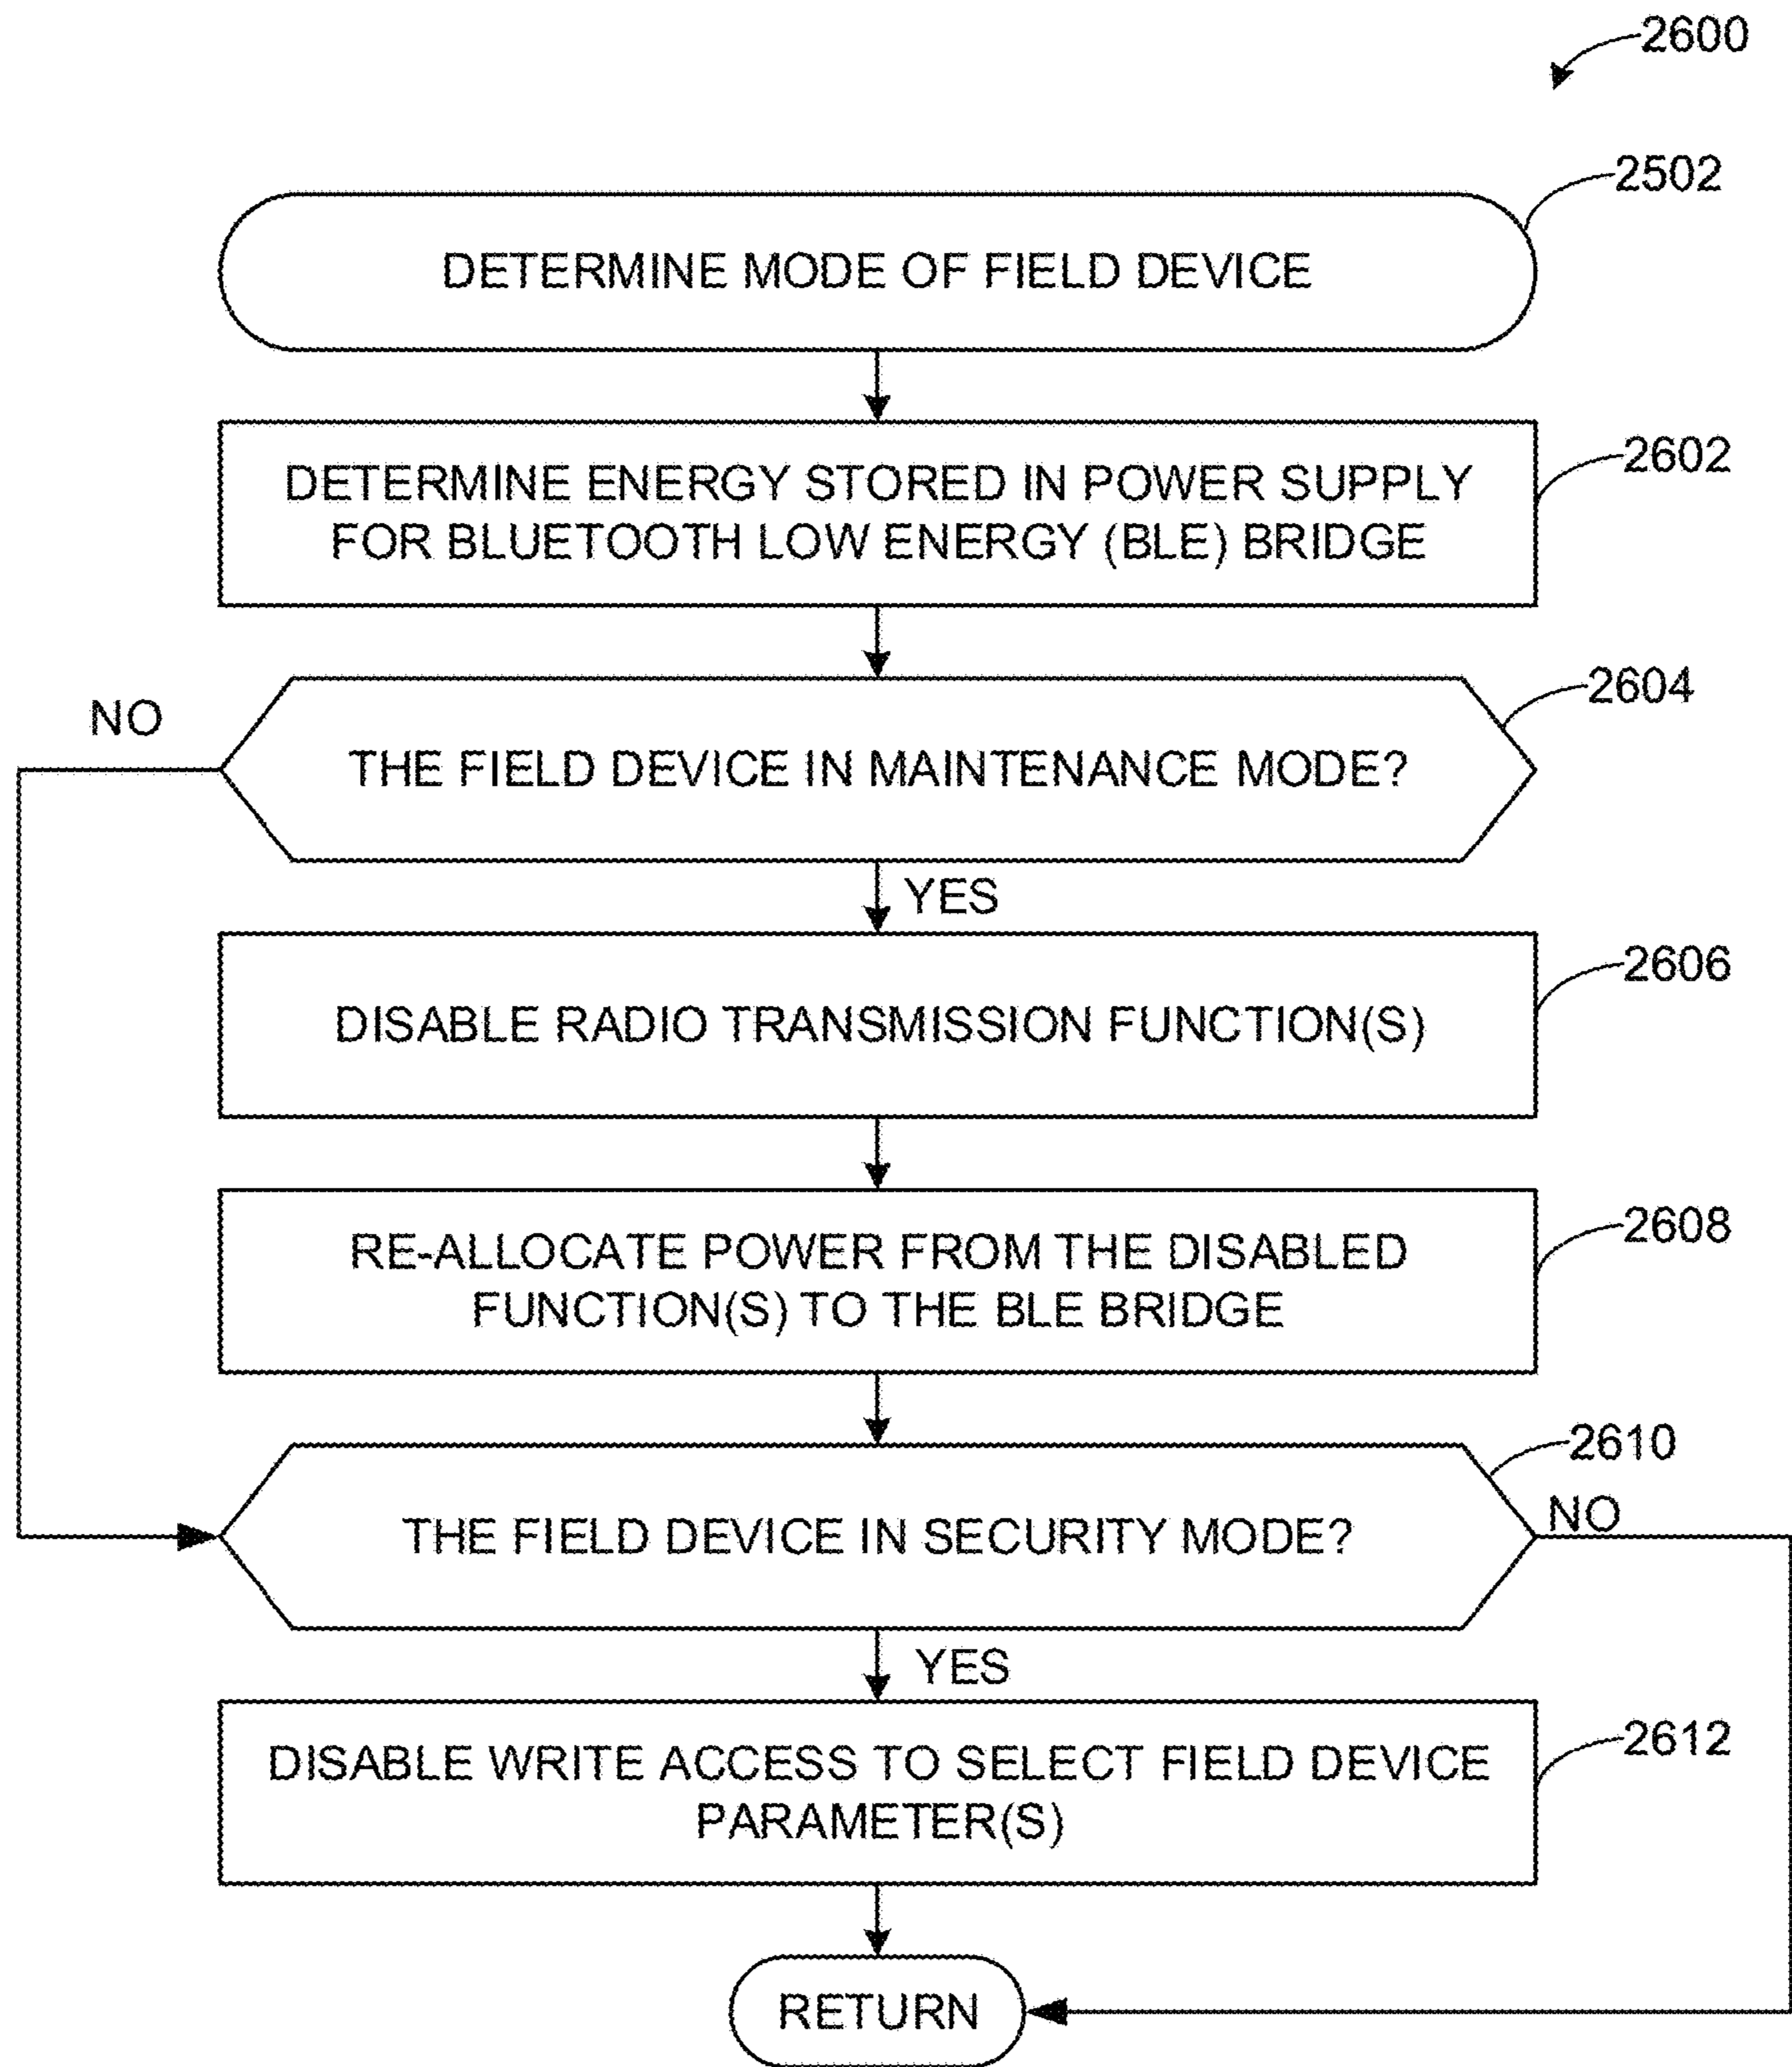 2600
2502
DETERMINE MODE OF FIELD DEVICE
DETERMINE ENERGY STORED IN POWER SUPPLY
FOR BLUETOOTH LOW ENERGY (BLE) BRIDGE
2602
2604
NO
THE FIELD DEVICE IN MAINTENANCE MODE?
YES
2606
DISABLE RADIO TRANSMISSION FUNCTION(S)
2608
RE-ALLOCATE POWER FROM THE DISABLED
FUNCTION(S) TO THE BLE BRIDGE
2610
NO
THE FIELD DEVICE IN SECURITY MODE?
YES
2612
DISABLE WRITE ACCESS TO SELECT FIELD DEVICE
PARAMETER(S)
RETURN